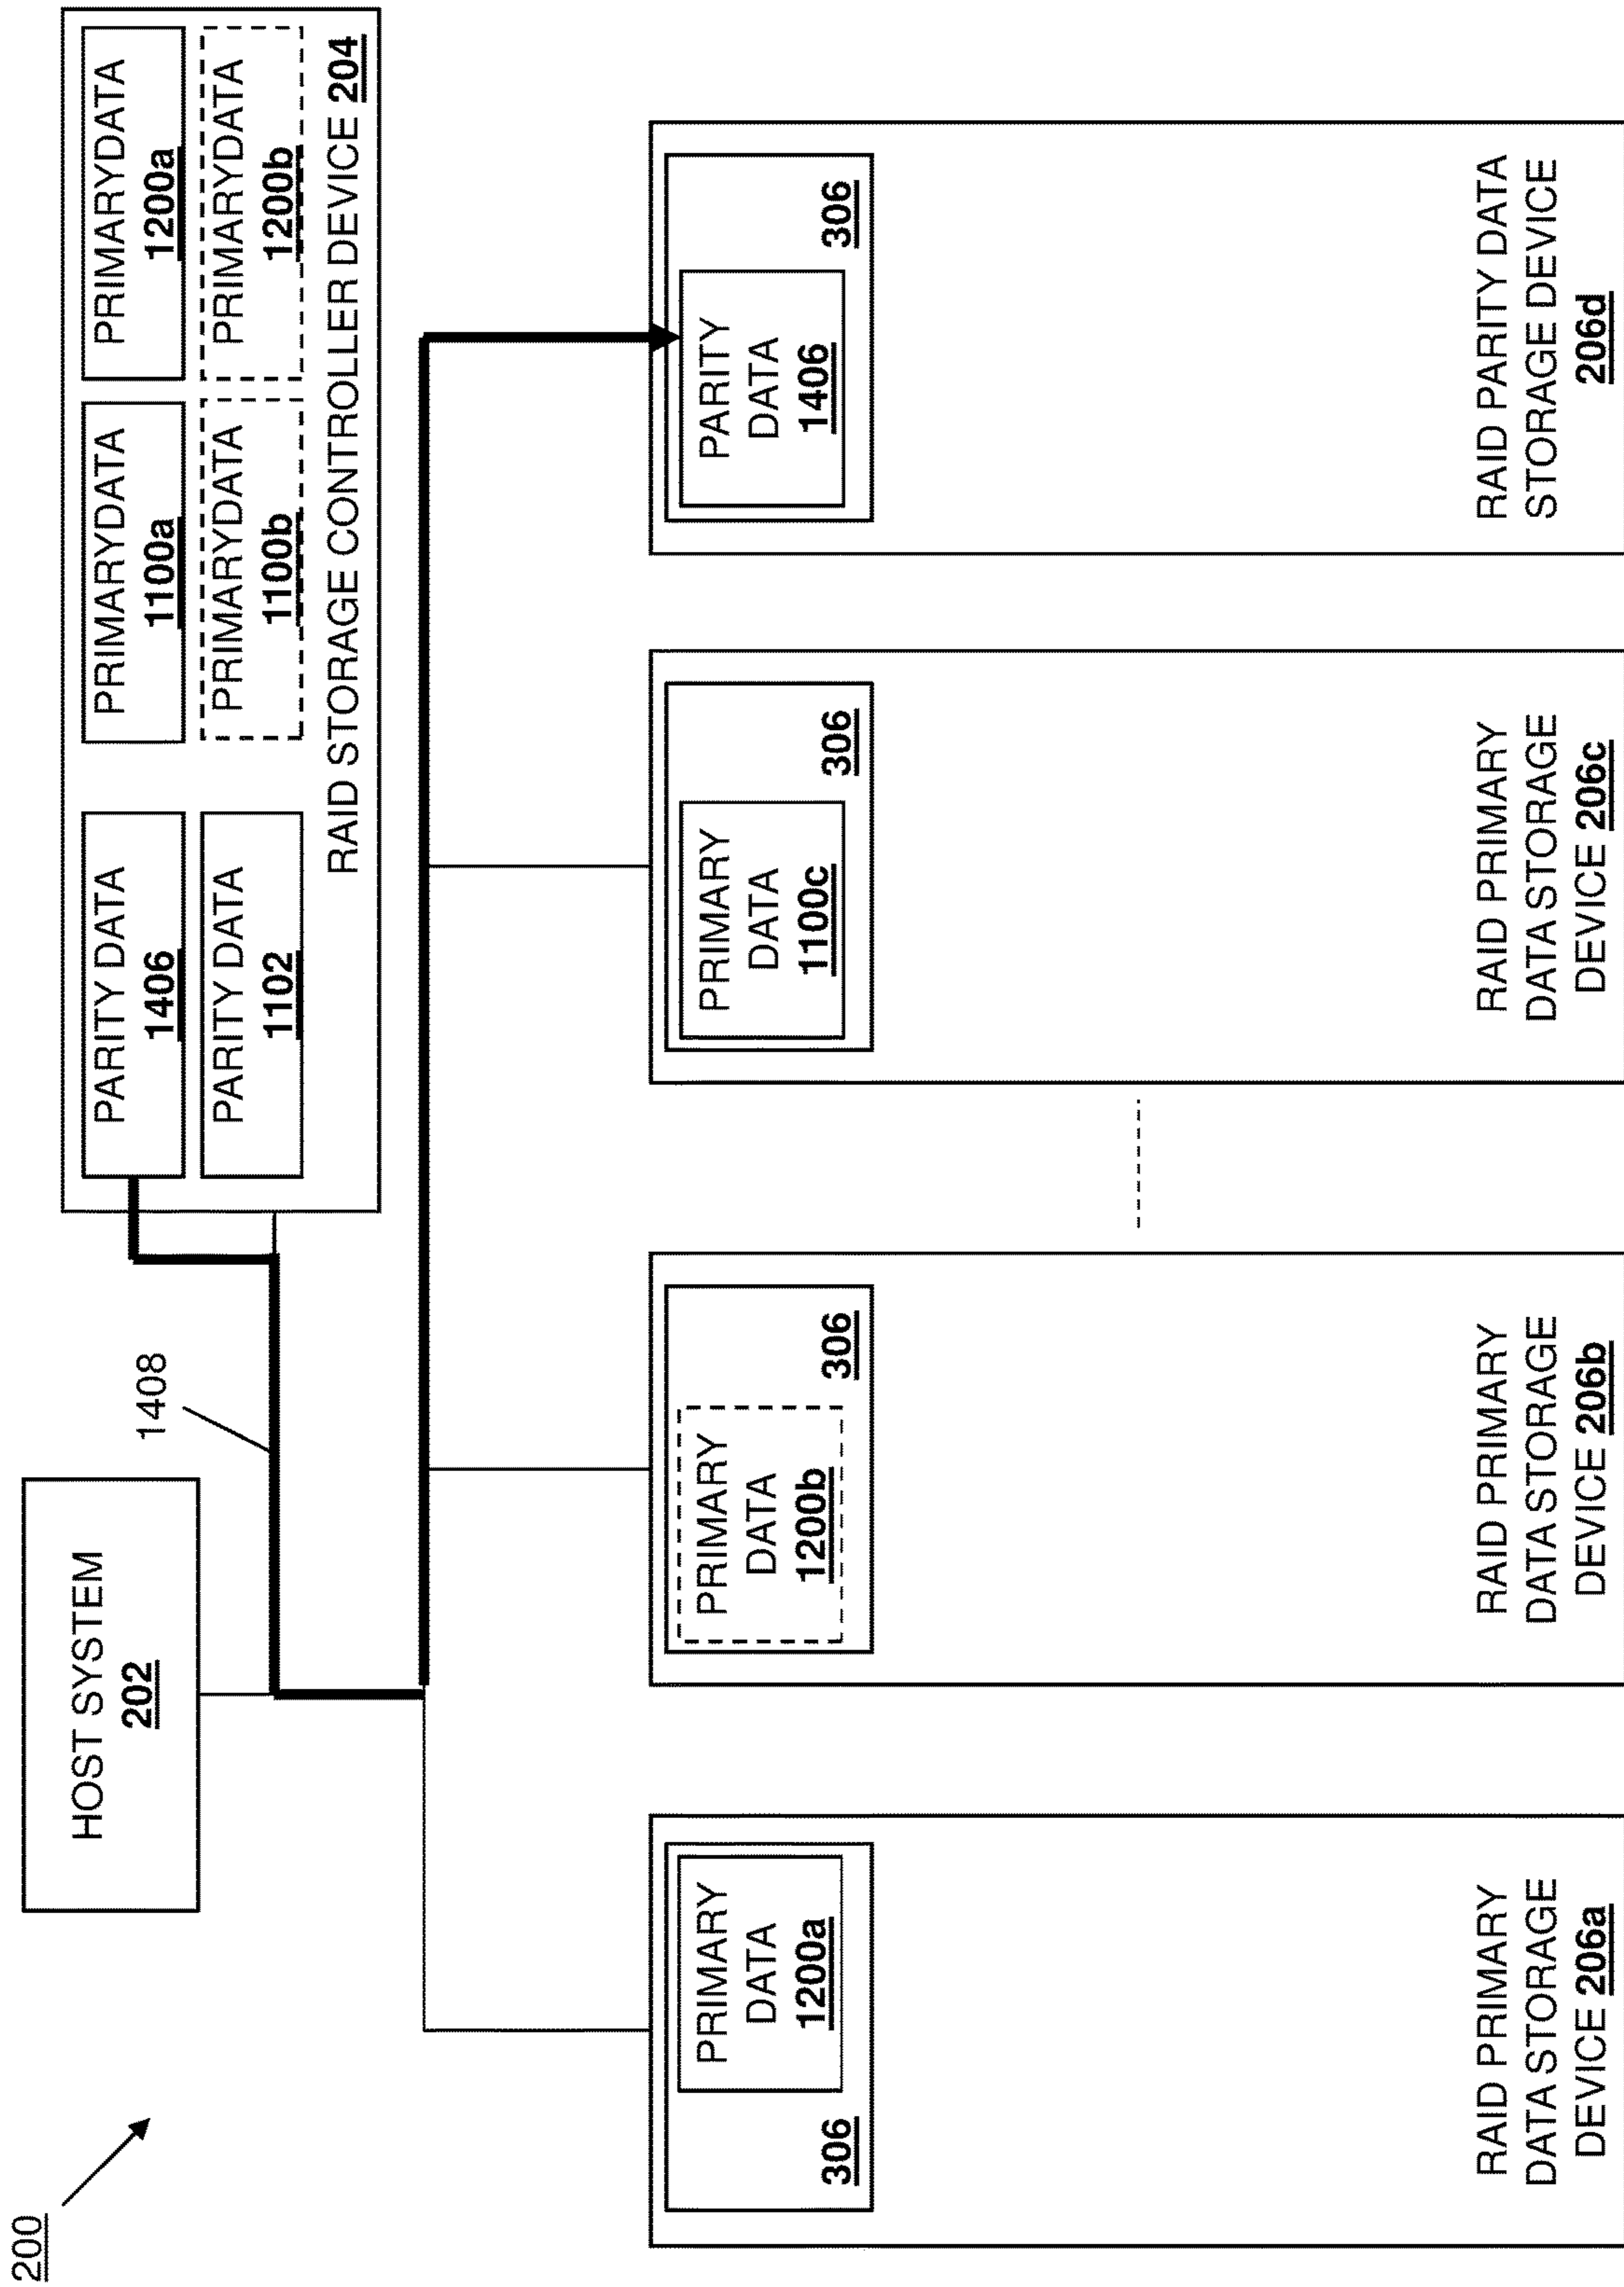 200
HOST SYSTEM
202
1408
PARITY DATA
1406
PARITY DATA
1102
PRIMARYDATA
1100a
PRIMARYDATA
1100b
PRIMARYDATA
1200a
PRIMARYDATA
1200b
RAID STORAGE CONTROLLER DEVICE 204
306
PRIMARY
DATA
1200a
RAID PRIMARY
DATA STORAGE
DEVICE 206a
PRIMARY
DATA
1200b
306
RAID PRIMARY
DATA STORAGE
DEVICE 206b
PRIMARY
DATA
1100c
306
RAID PRIMARY
DATA STORAGE
DEVICE 206c
PARITY
DATA
1406
306
RAID PARITY DATA
STORAGE DEVICE
206d